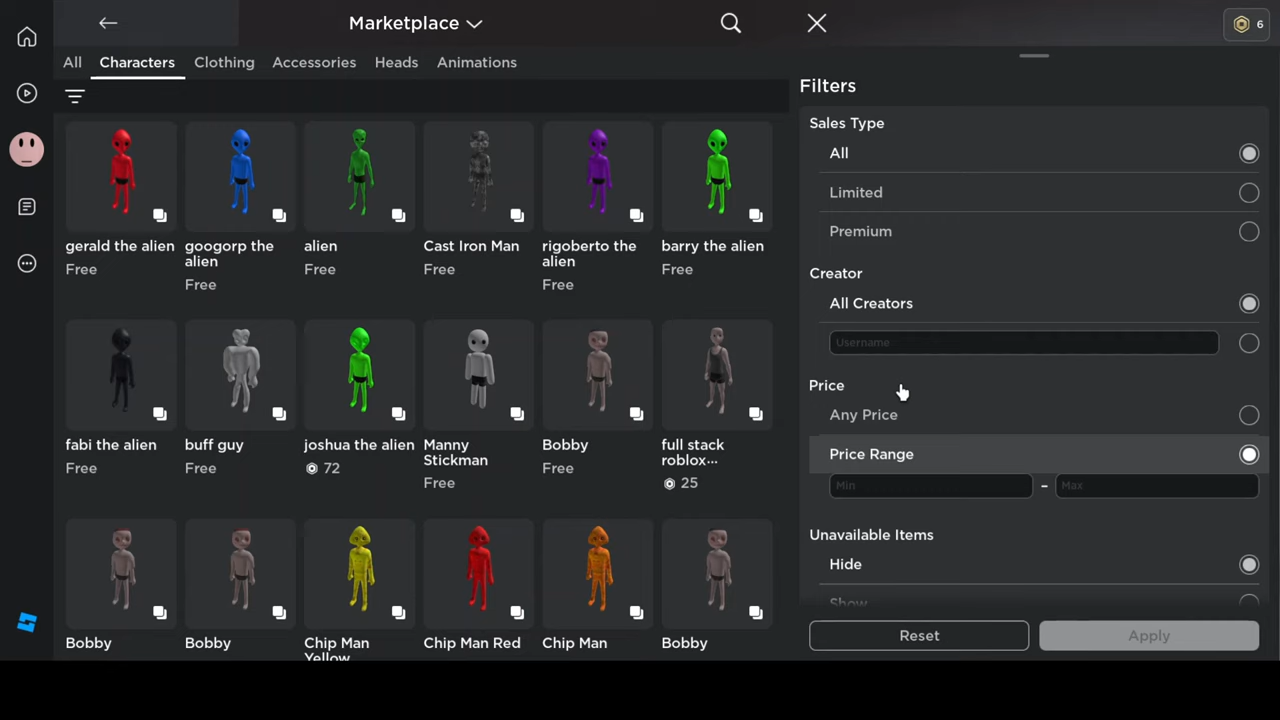 Marketplace
6
All Characters Clothing Accessories Heads Animations
gerald the alien
Free
googorp the
alien
Free
alien
Free
Cast Iron Man
Free
rigoberto the
alien
Free
barry the alien
Free
fabi the alien
Free
buff guy
Free
joshua the alien
72
Manny
Stickman
Free
Bobby
Free
full stack
roblox...
25
Bobby
Bobby
Chip Man
Yellow
Chip Man Red
Chip Man
Bobby
Filters
Sales Type
All
Limited
Premium
Creator
All Creators
Username
Price
Any Price
Price Range
Min - Max
Unavailable Items
Hide
Show
Reset Apply